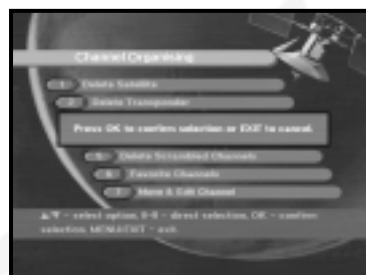 Channel Organising
1 Delete Satellite
2 Delete Transponder
Press OK to confirm selection or EXIT to cancel.
5 Delete Scrambled Channels
6 Favorite Channels
7 Move & Edit Channel
▲/▼ - select option, 0-9 - direct selection, OK - confirm
selection, MENU/EXIT - exit